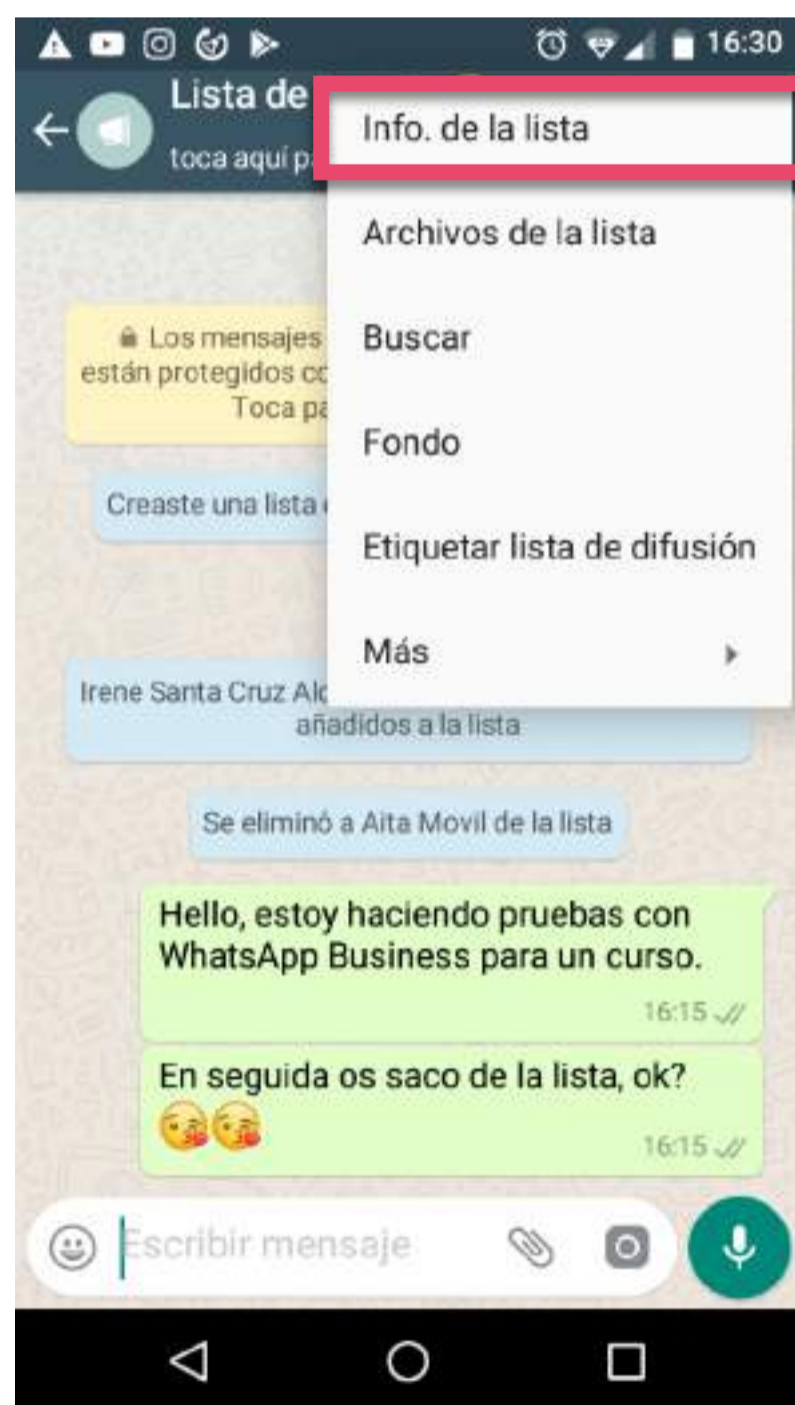 16:30
Lista de
toca aquí p
Info. de la lista
Archivos de la lista
Buscar
Fondo
Etiquetar lista de difusión
Más
Los mensajes
están protegidos co
Toca pa
Creaste una lista
Irene Santa Cruz Alc
añadidos a la lista
Se eliminó a Aita Movil de la lista
Hello, estoy haciendo pruebas con
WhatsApp Business para un curso.
16:15
En seguida os saco de la lista, ok?
😘😘
16:15
Escribir mensaje